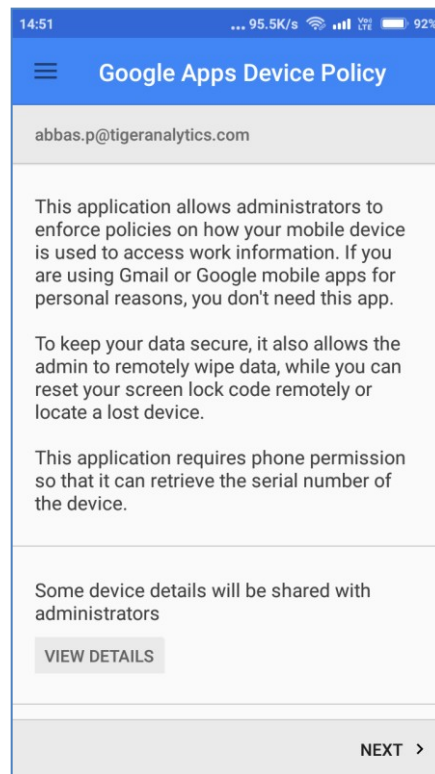 14:51 ... 95.5K/s Vo) LTE 92%
Google Apps Device Policy
abbas.p@tigeranalytics.com
This application allows administrators to
enforce policies on how your mobile device
is used to access work information. If you
are using Gmail or Google mobile apps for
personal reasons, you don't need this app.
To keep your data secure, it also allows the
admin to remotely wipe data, while you can
reset your screen lock code remotely or
locate a lost device.
This application requires phone permission
so that it can retrieve the serial number of
the device.
Some device details will be shared with
administrators
VIEW DETAILS
NEXT >